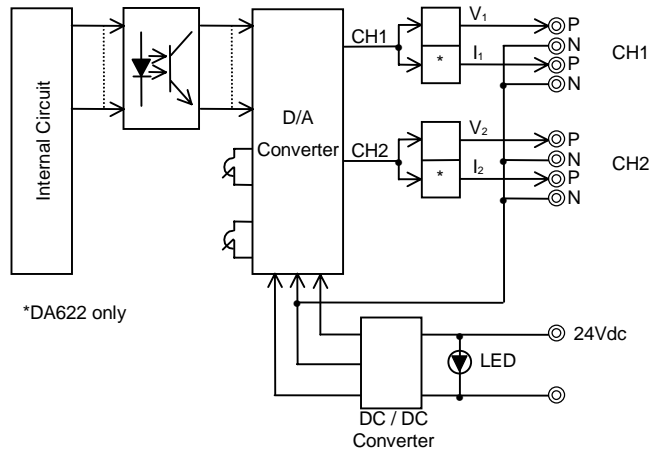 Internal Circuit
D/A
Converter
CH1
CH2
*
*
V1
I1
V2
I2
P
N
P
N
CH1
P
N
P
N
CH2
*DA622 only
24Vdc
LED
DC / DC
Converter